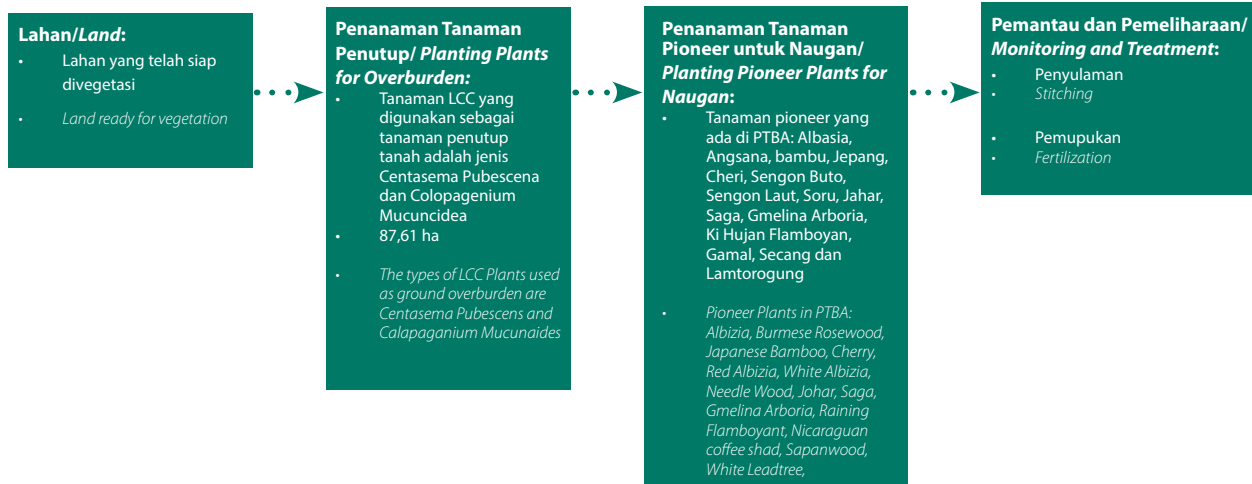 Lahan/Land:
• Lahan yang telah siap
divegetasi
• Land ready for vegetation
Penanaman Tanaman
Penutup/ Planting Plants
for Overburden:
• Tanaman LCC yang
digunakan sebagai
tanaman penutup
tanah adalah jenis
Centasema Pubescena
dan Colopagenium
Mucuncidea
• 87,61 ha
• The types of LCC Plants used
as ground overburden are
Centasema Pubescens and
Calapaganium Mucunaides
Penanaman Tanaman
Pioneer untuk Naugan/
Planting Pioneer Plants for
Naugan:
• Tanaman pioneer yang
ada di PTBA: Albasia,
Angsana, bambu, Jepang,
Cheri, Sengon Buto,
Sengon Laut, Soru, Jahar,
Saga, Gmelina Arboria,
Ki Hujan Flamboyan,
Gamal, Secang dan
Lamtorogung
• Pioneer Plants in PTBA:
Albizia, Burmese Rosewood,
Japanese Bamboo, Cherry,
Red Albizia, White Albizia,
Needle Wood, Johar, Saga,
Gmelina Arboria, Raining
Flamboyant, Nicaraguan
coffee shad, Sapanwood,
White Leadtree,
Pemantau dan Pemeliharaan/
Monitoring and Treatment:
• Penyulaman
• Stitching
• Pemupukan
• Fertilization